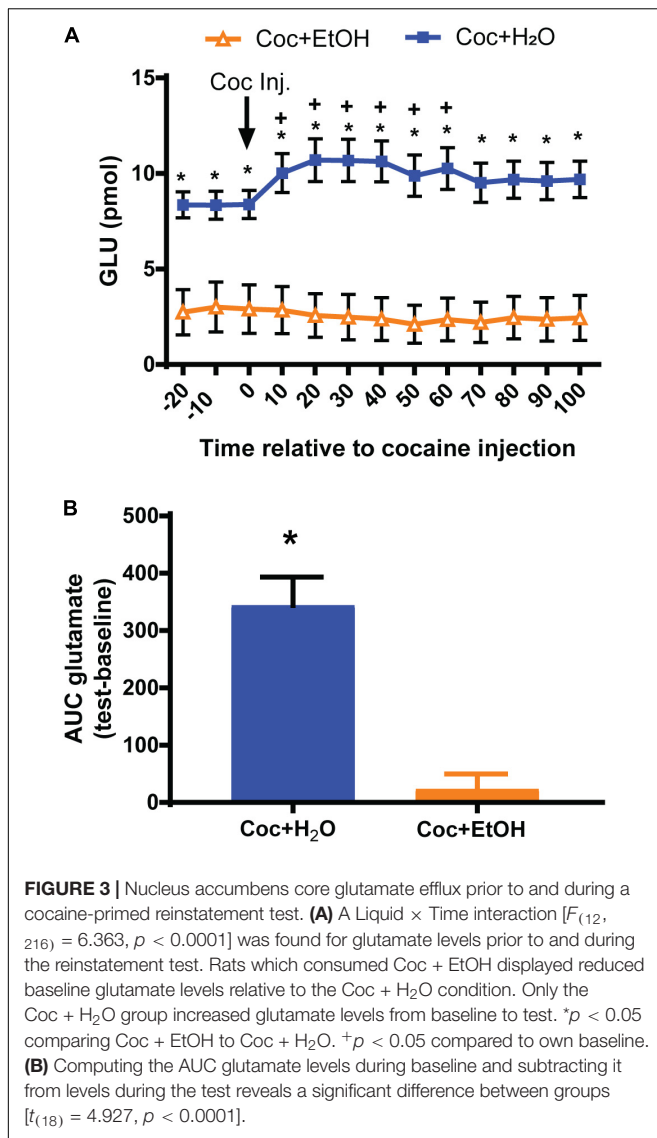 A
Coc+EtOH
Coc+H₂O
Coc Inj.
+ + + + + +
* * * * * * * * * * * * *
15
10
5
0
GLU (pmol)
-20 -10 0 10 20 30 40 50 60 70 80 90 100
Time relative to cocaine injection
B
500
400
300
200
100
0
AUC glutamate
(test-baseline)
*
Coc+H₂O Coc+EtOH
FIGURE 3 | Nucleus accumbens core glutamate efflux prior to and during a
cocaine-primed reinstatement test. (A) A Liquid × Time interaction [F(12,
216) = 6.363, p < 0.0001] was found for glutamate levels prior to and during
the reinstatement test. Rats which consumed Coc + EtOH displayed reduced
baseline glutamate levels relative to the Coc + H₂O condition. Only the
Coc + H₂O group increased glutamate levels from baseline to test. *p < 0.05
comparing Coc + EtOH to Coc + H₂O. ⁺p < 0.05 compared to own baseline.
(B) Computing the AUC glutamate levels during baseline and subtracting it
from levels during the test reveals a significant difference between groups
[t(18) = 4.927, p < 0.0001].